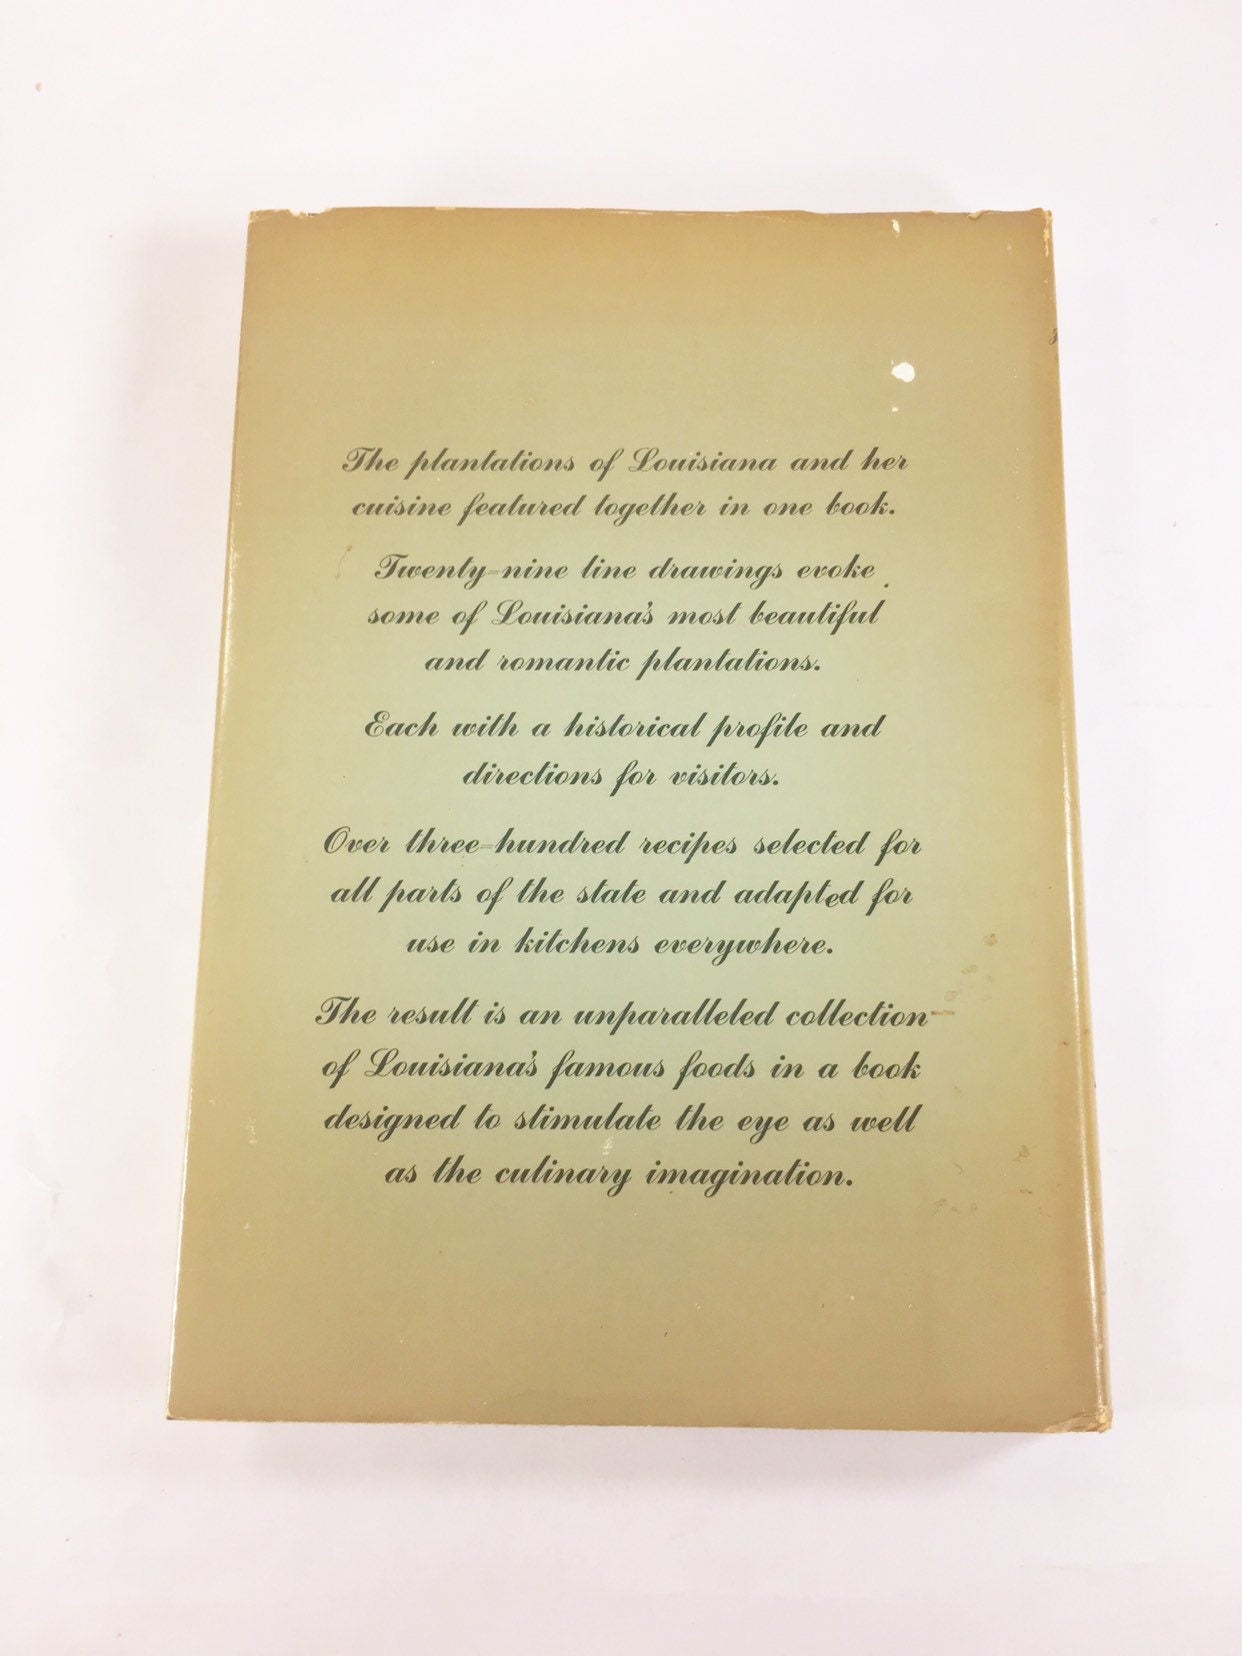 The plantations of Louisiana and her
cuisine featured together in one book.
Twenty-nine line drawings evoke
some of Louisiana's most beautiful
and romantic plantations.
Each with a historical profile and
directions for visitors.
Over three-hundred recipes selected for
all parts of the state and adapted for
use in kitchens everywhere.
The result is an unparalleled collection
of Louisiana's famous foods in a book
designed to stimulate the eye as well
as the culinary imagination.